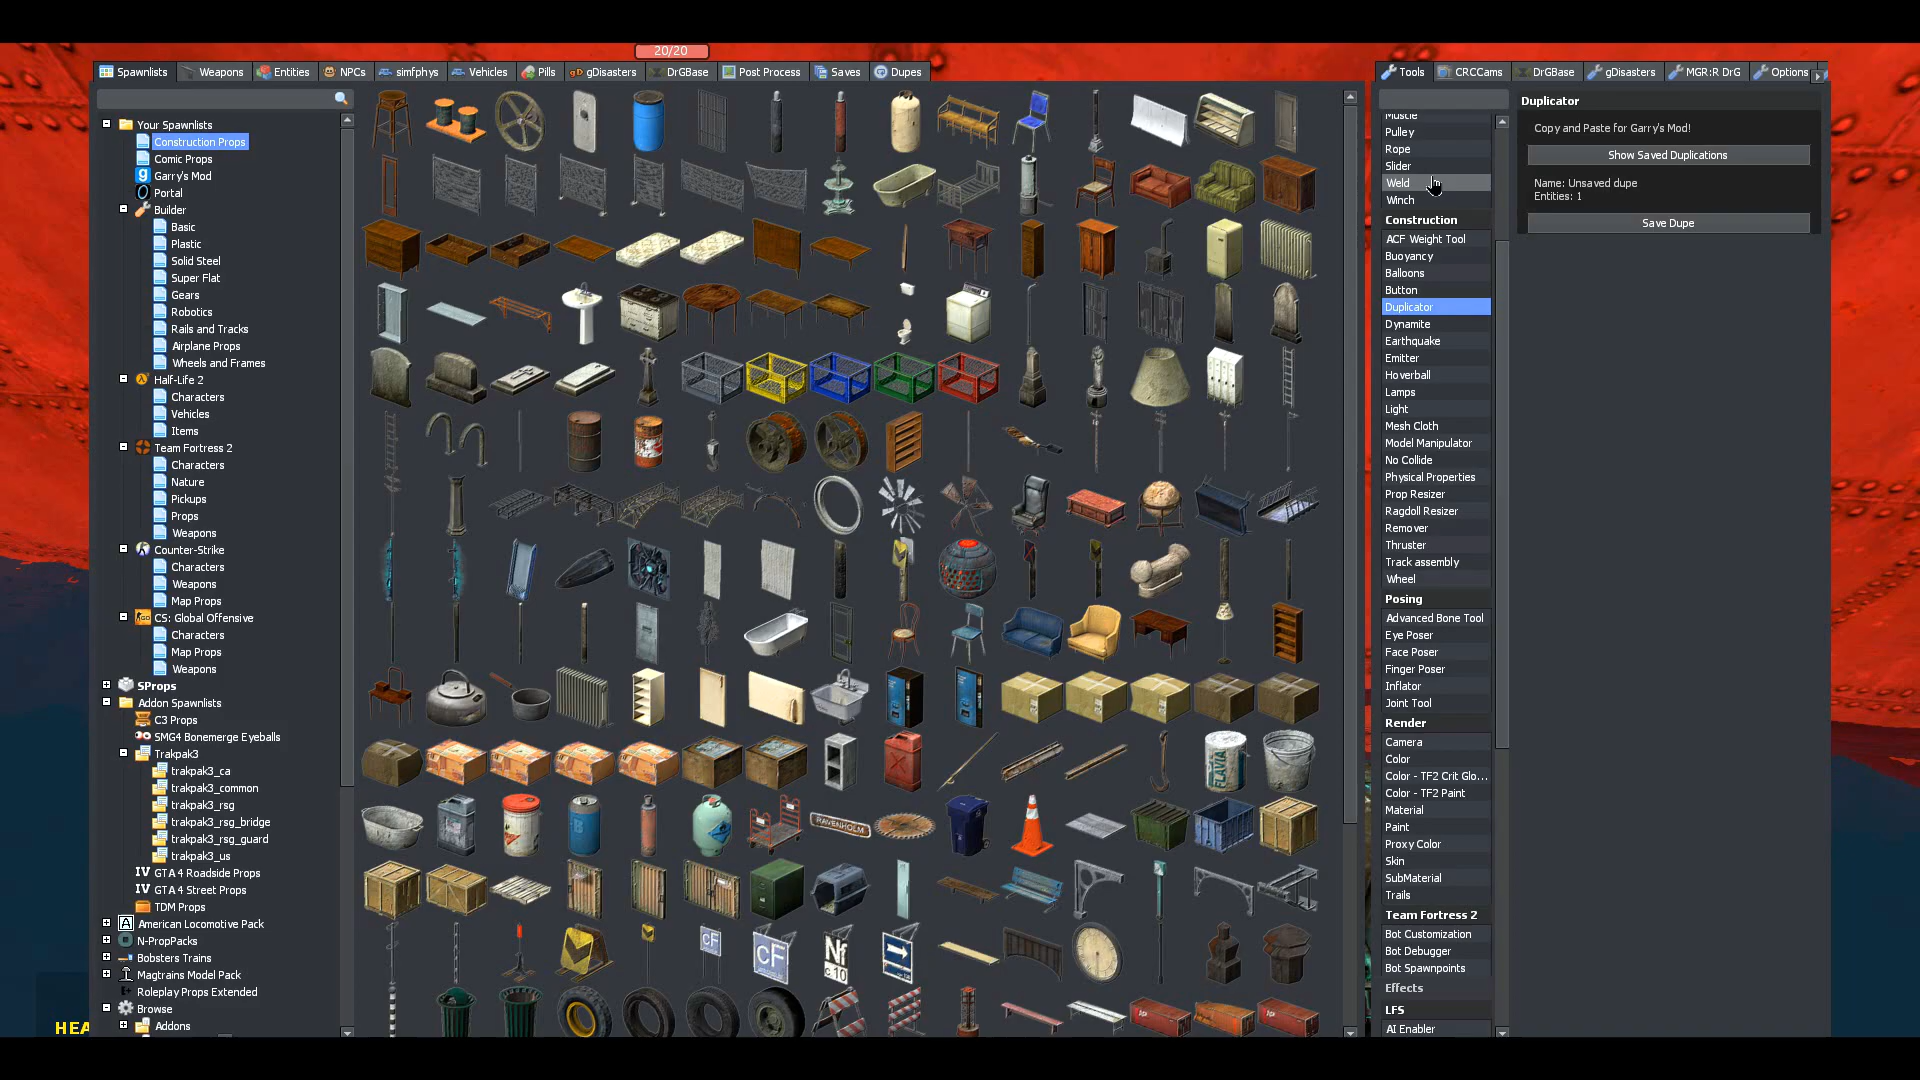 20/20
Spawnlists
Weapons
Entities
NPCs
simfphys
Vehicles
Pills
gDisasters
DrGBase
Post Process
Saves
Dupes
Your Spawnlists
Construction Props
Comic Props
Garry's Mod
Portal
Builder
Basic
Plastic
Solid Steel
Super Flat
Gears
Robotics
Rails and Tracks
Airplane Props
Wheels and Frames
Half-Life 2
Characters
Vehicles
Items
Team Fortress 2
Characters
Nature
Pickups
Props
Weapons
Counter-Strike
Characters
Weapons
Map Props
CS: Global Offensive
Characters
Map Props
Weapons
SProps
Addon Spawnlists
C3 Props
SMG4 Bonemerge Eyeballs
Trakpak3
trakpak3_ca
trakpak3_common
trakpak3_rsg
trakpak3_rsg_bridge
trakpak3_rsg_guard
trakpak3_us
IV GTA 4 Roadside Props
IV GTA 4 Street Props
TDM Props
American Locomotive Pack
N-PropPacks
Bobsters Trains
Magtrains Model Pack
Roleplay Props Extended
Browse
Addons
HEA
RAVENHOLM
cF
cF
Nf
c 10
Tools
CRCCams
DrGBase
gDisasters
MGR:R DrG
Options
Muscle
Pulley
Rope
Slider
Weld
Winch
Construction
ACF Weight Tool
Buoyancy
Balloons
Button
Duplicator
Dynamite
Earthquake
Emitter
Hoverball
Lamps
Light
Mesh Cloth
Model Manipulator
No Collide
Physical Properties
Prop Resizer
Ragdoll Resizer
Remover
Thruster
Track assembly
Wheel
Posing
Advanced Bone Tool
Eye Poser
Face Poser
Finger Poser
Inflator
Joint Tool
Render
Camera
Color
Color - TF2 Crit Glo...
Color - TF2 Paint
Material
Paint
Proxy Color
Skin
SubMaterial
Trails
Team Fortress 2
Bot Customization
Bot Debugger
Bot Spawnpoints
Effects
LFS
AI Enabler
Duplicator
Copy and Paste for Garry's Mod!
Show Saved Duplications
Name: Unsaved dupe
Entities: 1
Save Dupe